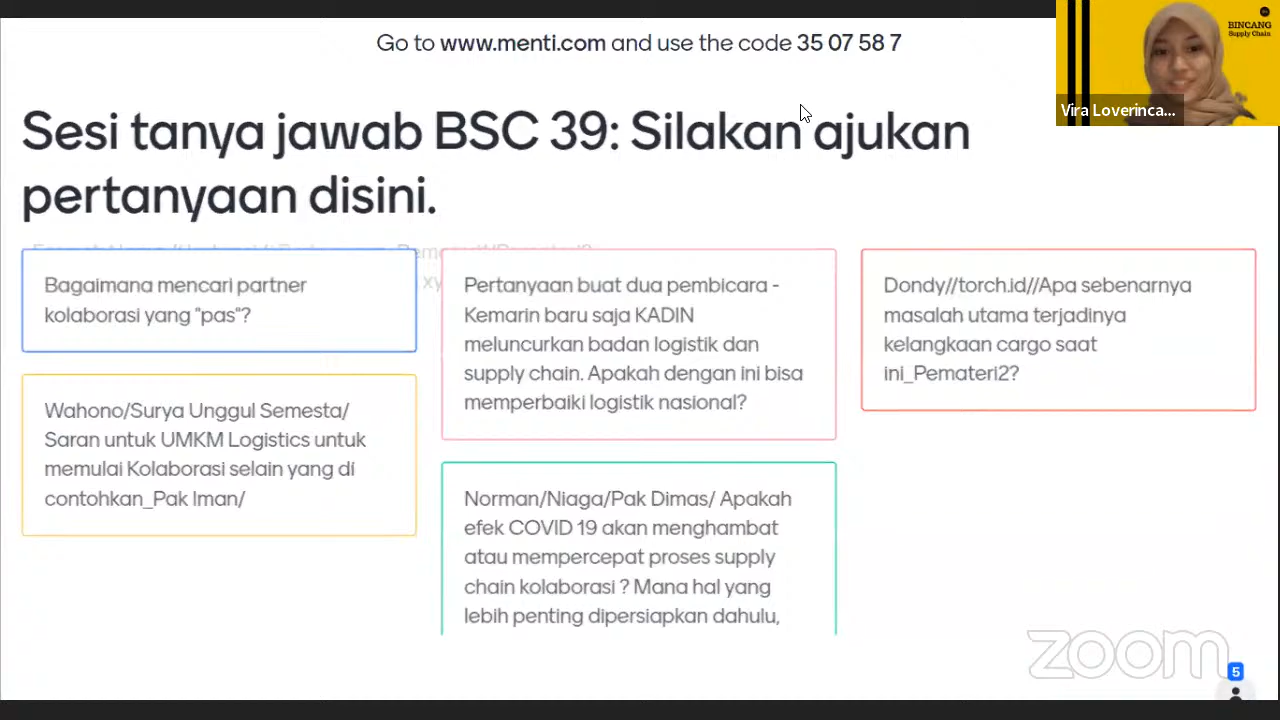 Go to www.menti.com and use the code 35 07 58 7
BINCANG
Supply Chain
Vira Loverinca...
Sesi tanya jawab BSC 39: Silakan ajukan
pertanyaan disini.
Bagaimana mencari partner
kolaborasi yang "pas"?
Wahono/Surya Unggul Semesta/
Saran untuk UMKM Logistics untuk
memulai Kolaborasi selain yang di
contohkan_Pak Iman/
Pertanyaan buat dua pembicara -
Kemarin baru saja KADIN
meluncurkan badan logistik dan
supply chain. Apakah dengan ini bisa
memperbaiki logistik nasional?
Norman/Niaga/Pak Dimas/ Apakah
efek COVID 19 akan menghambat
atau mempercepat proses supply
chain kolaborasi ? Mana hal yang
lebih penting dipersiapkan dahulu,
Dondy//torch.id//Apa sebenarnya
masalah utama terjadinya
kelangkaan cargo saat
ini_Pemateri2?
zoom
5